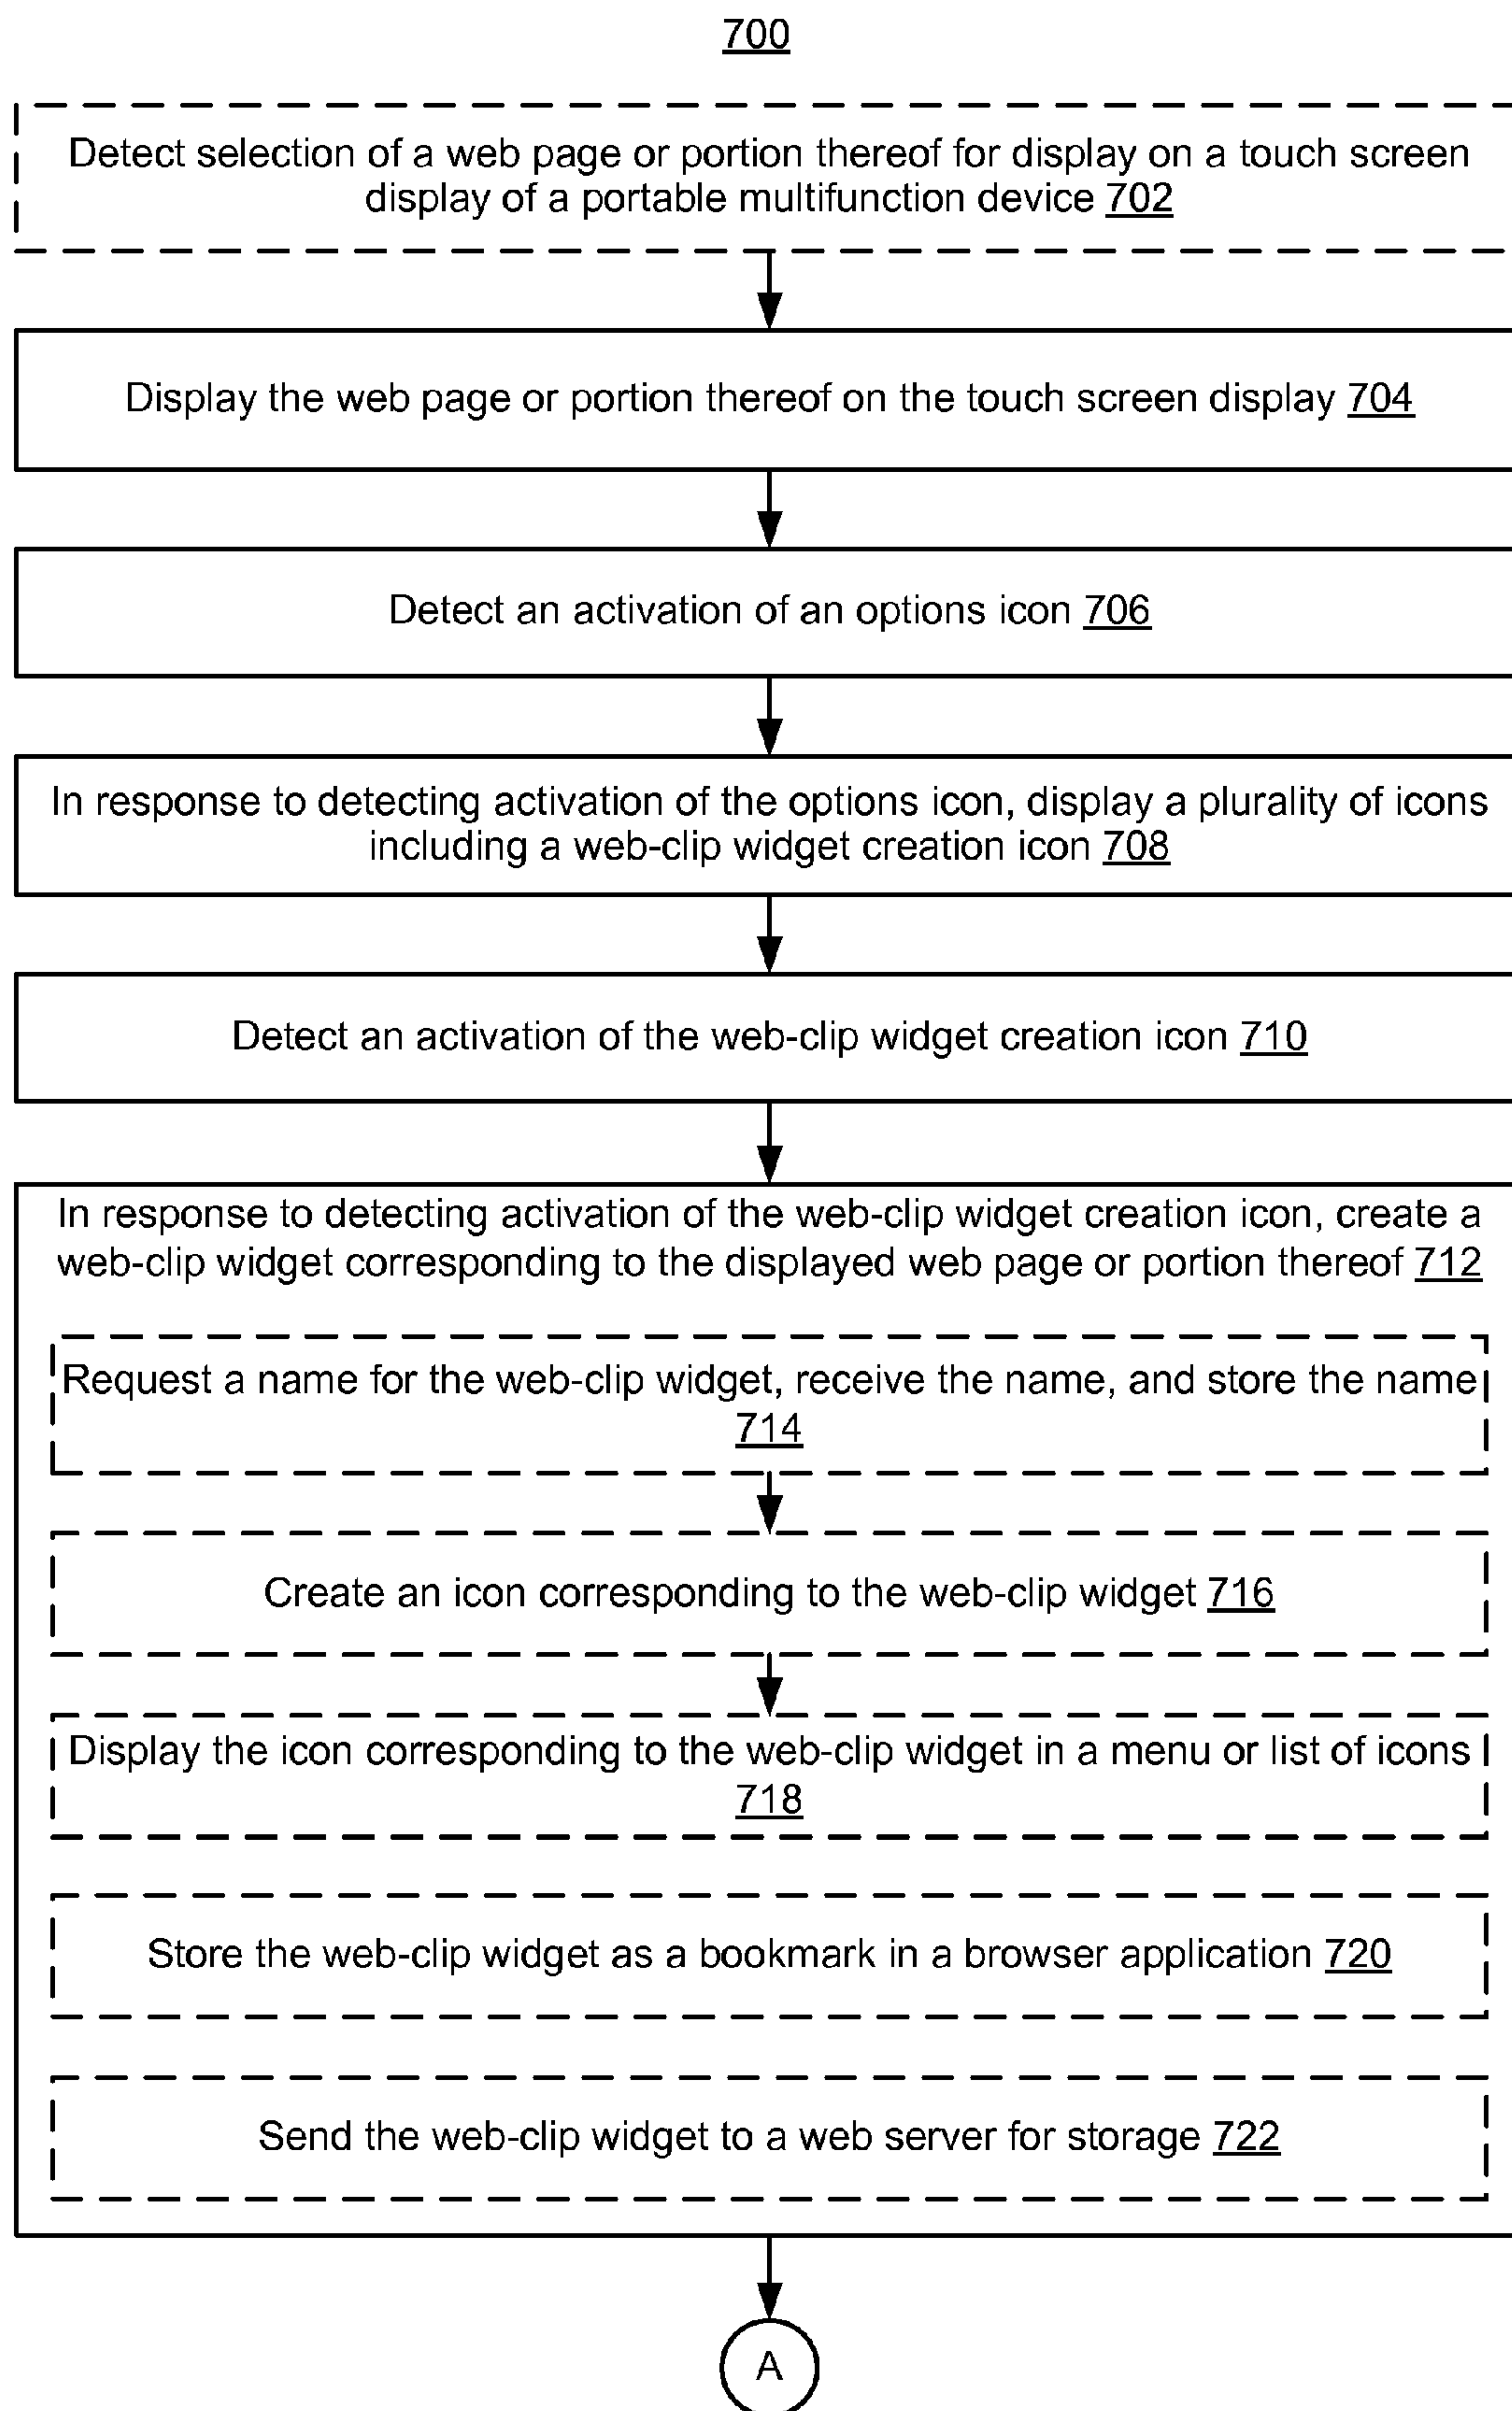 700
Detect selection of a web page or portion thereof for display on a touch screen
display of a portable multifunction device 702
Display the web page or portion thereof on the touch screen display 704
Detect an activation of an options icon 706
In response to detecting activation of the options icon, display a plurality of icons
including a web-clip widget creation icon 708
Detect an activation of the web-clip widget creation icon 710
In response to detecting activation of the web-clip widget creation icon, create a
web-clip widget corresponding to the displayed web page or portion thereof 712
Request a name for the web-clip widget, receive the name, and store the name
714
Create an icon corresponding to the web-clip widget 716
Display the icon corresponding to the web-clip widget in a menu or list of icons
718
Store the web-clip widget as a bookmark in a browser application 720
Send the web-clip widget to a web server for storage 722
A